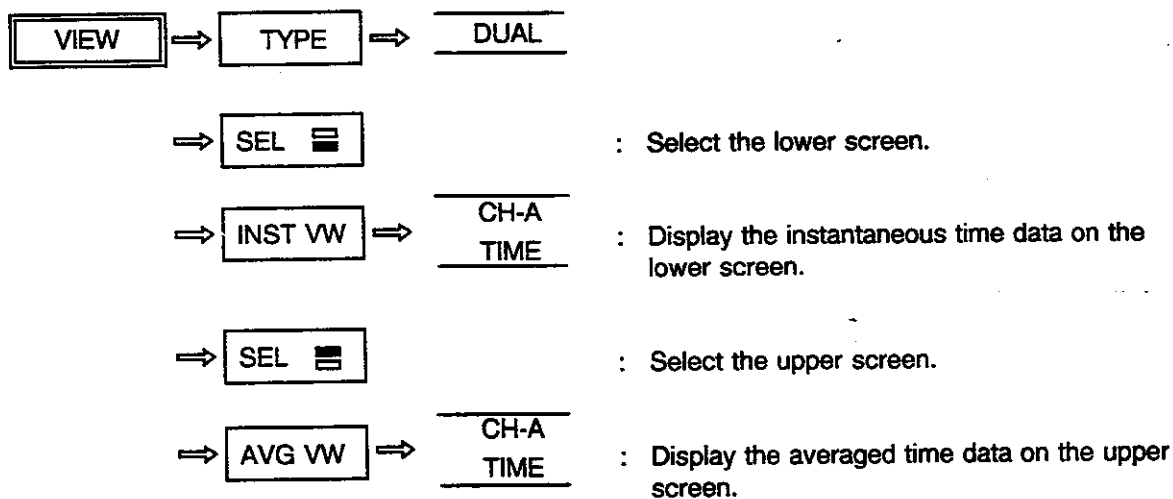 VIEW ⇒ TYPE ⇒ DUAL
⇒ SEL : Select the lower screen.
⇒ INST VW ⇒ CH-A TIME : Display the instantaneous time data on the
lower screen.
⇒ SEL : Select the upper screen.
⇒ AVG VW ⇒ CH-A TIME : Display the averaged time data on the upper
screen.